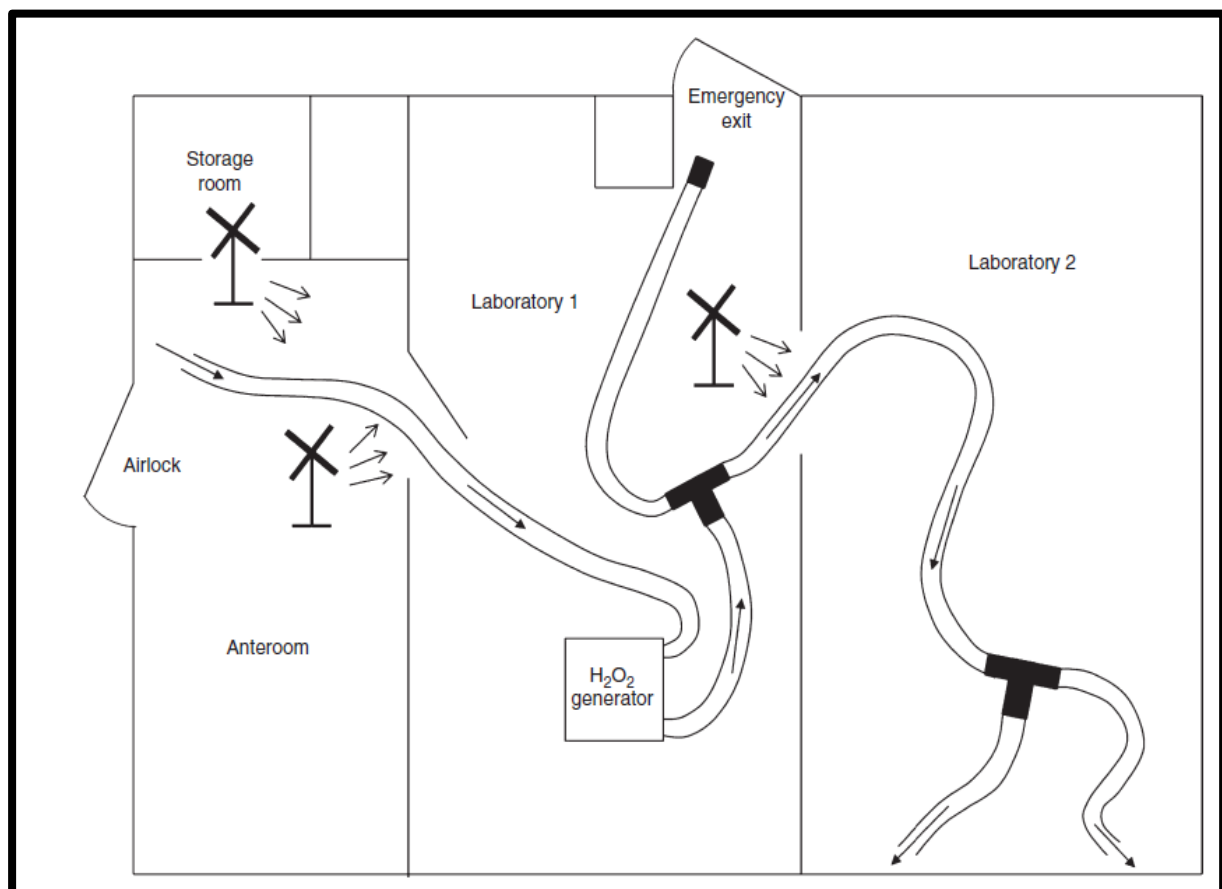 Emergency
exit
Storage
room
Laboratory 2
Laboratory 1
Airlock
Anteroom
H₂O₂
generator